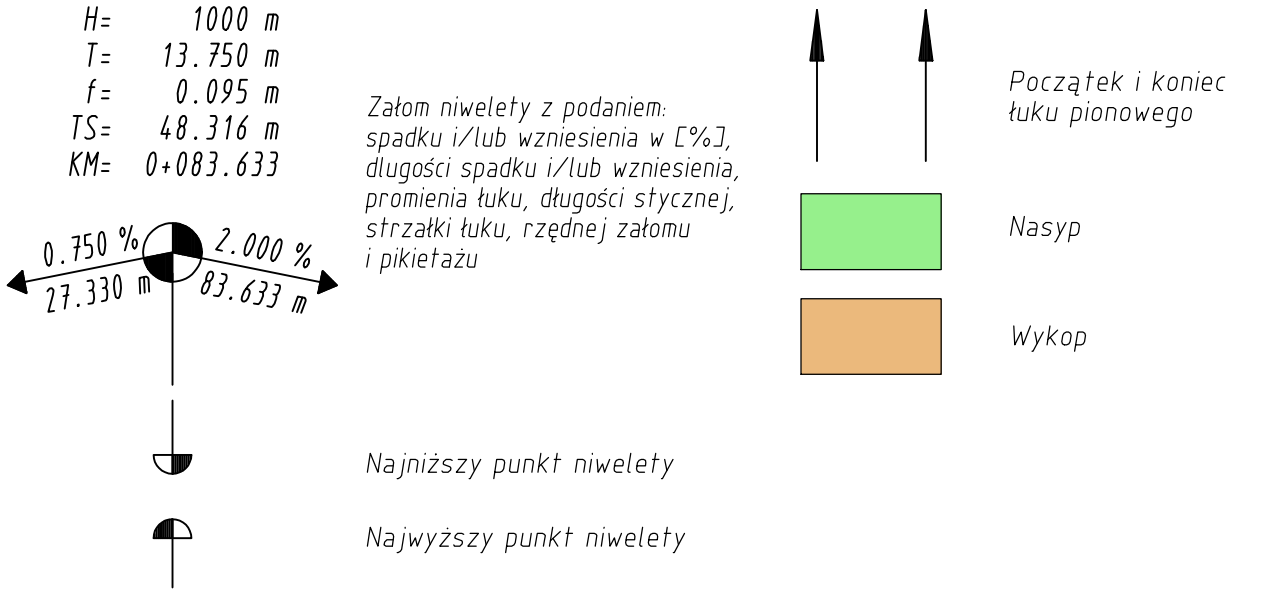 H= 1000 m
T= 13.750 m
f= 0.095 m
TS= 48.316 m
KM= 0+083.633
0.750 %
2.000 %
27.330 m
83.633 m
Załom niwelety z podaniem:
spadku i/lub wzniesienia w [%],
dlugości spadku i/lub wzniesienia,
promienia łuku, długości stycznej,
strzałki łuku, rzędnej załomu
i pikietażu
Najniższy punkt niwelety
Najwyższy punkt niwelety
Początek i koniec
łuku pionowego
Nasyp
Wykop